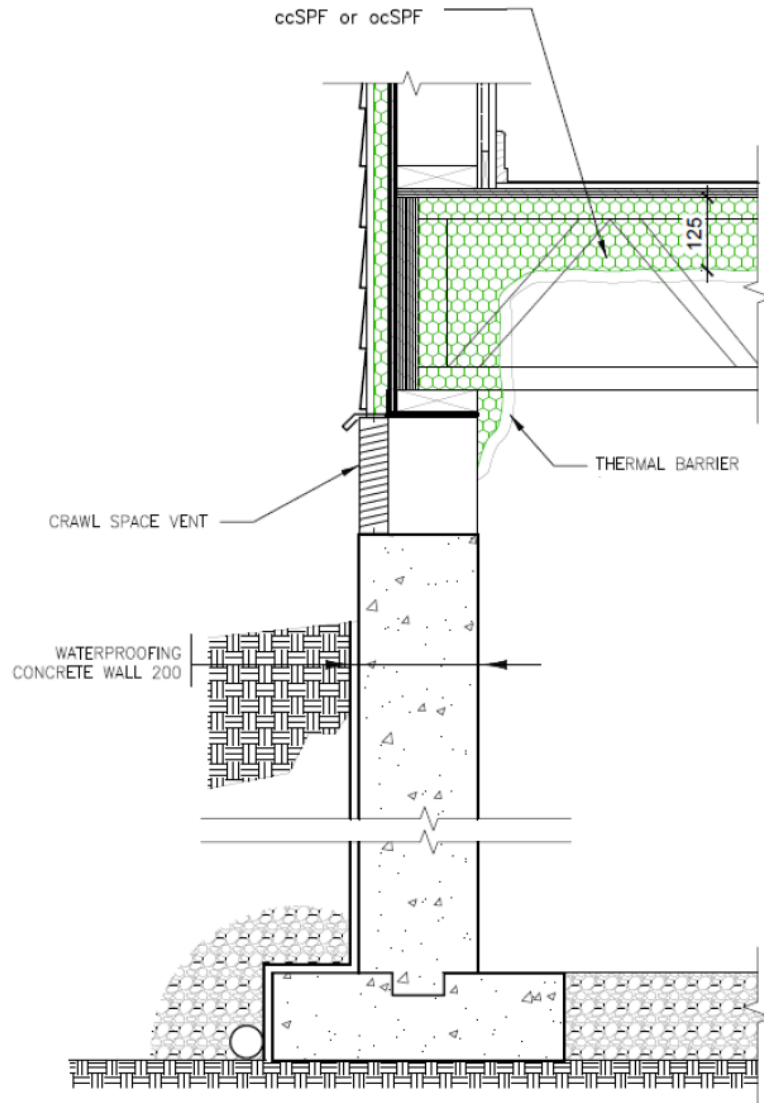 ccSPF or ocSPF
125
THERMAL BARRIER
CRAWL SPACE VENT
WATERPROOFING
CONCRETE WALL 200